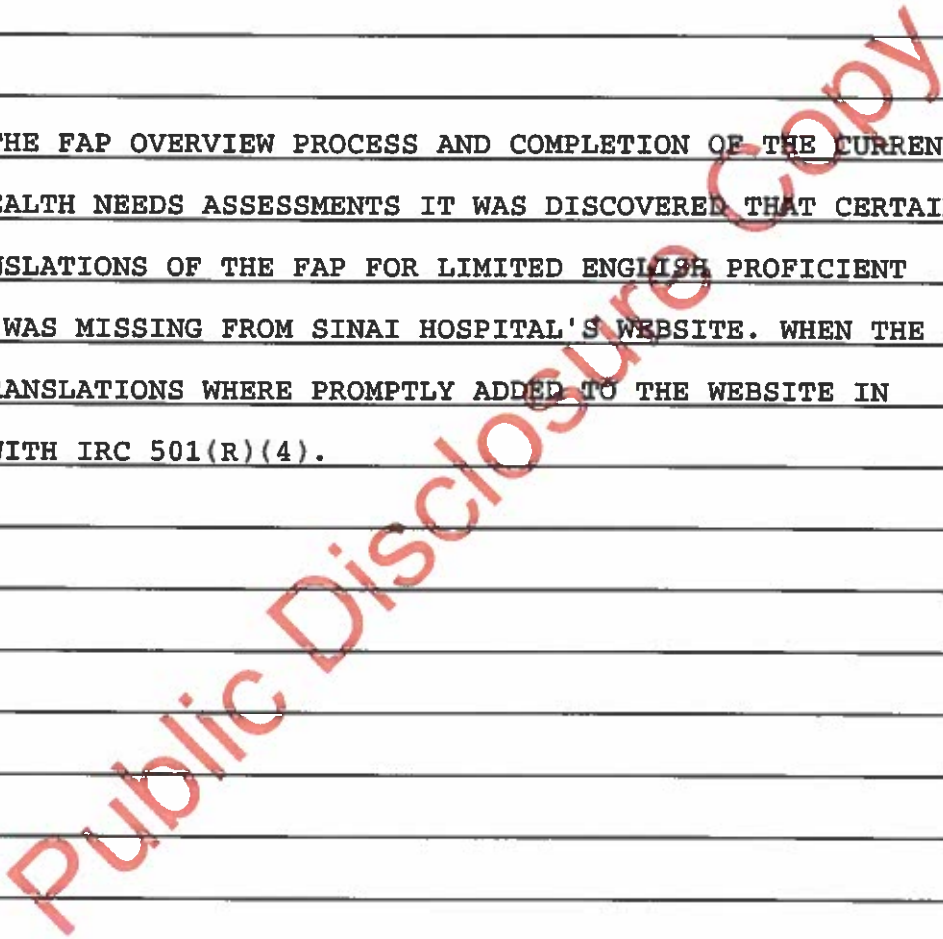 THE FAP OVERVIEW PROCESS AND COMPLETION OF THE CURREN
EALTH NEEDS ASSESSMENTS IT WAS DISCOVERED THAT CERTAI
NSLATIONS OF THE FAP FOR LIMITED ENGLISH PROFICIENT
WAS MISSING FROM SINAI HOSPITAL'S WEBSITE. WHEN THE
RANSLATIONS WHERE PROMPTLY ADDED TO THE WEBSITE IN
WITH IRC 501(R)(4).
Public Disclosure Copy